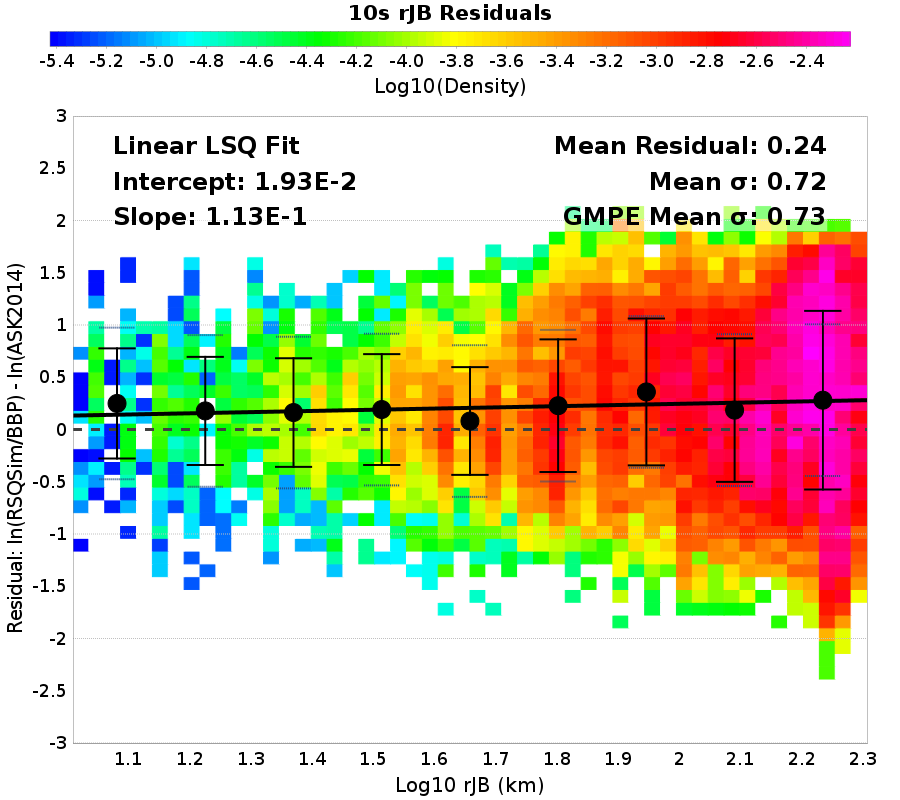 10s rJB Residuals
-5.4 -5.2 -5.0 -4.8 -4.6 -4.4 -4.2 -4.0 -3.8 -3.6 -3.4 -3.2 -3.0 -2.8 -2.6 -2.4
Log10(Density)
Linear LSQ Fit
Intercept: 1.93E-2
Slope: 1.13E-1
Mean Residual: 0.24
Mean σ: 0.72
GMPE Mean σ: 0.73
Residual: ln(RSQSim/BBP) - ln(ASK2014)
3
2.5
2
1.5
1
0.5
0
-0.5
-1
-1.5
-2
-2.5
-3
1.1 1.2 1.3 1.4 1.5 1.6 1.7 1.8 1.9 2 2.1 2.2 2.3
Log10 rJB (km)